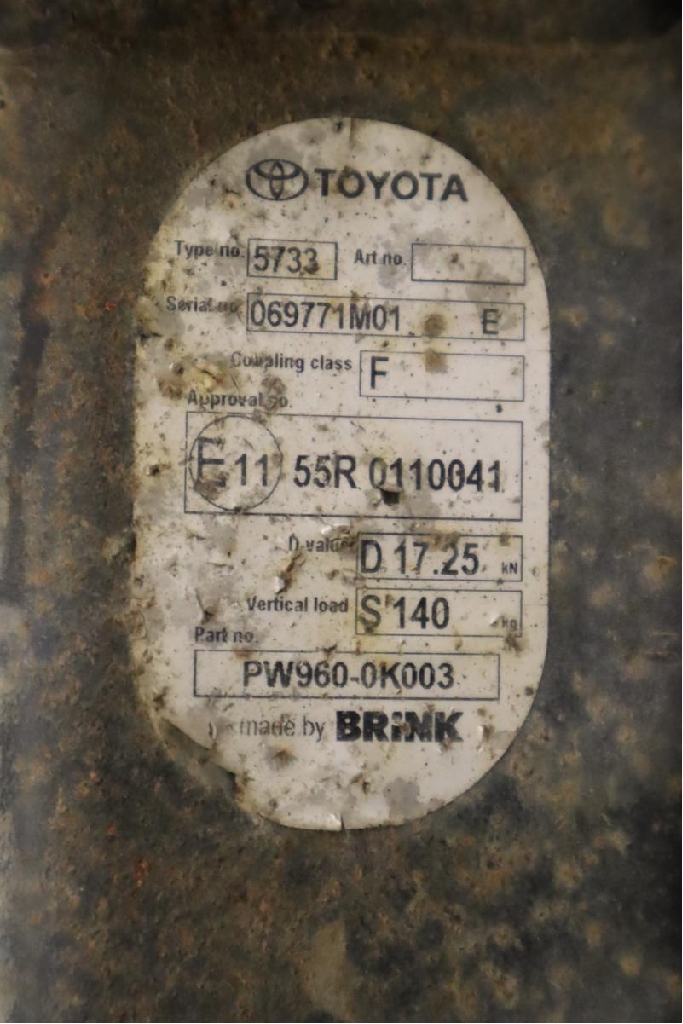 TOYOTA
Type no. 5733 Art no.
Serial no. 069771M01 E
Coupling class F
Approval no.
E 11 55R 0110041
D-value D 17.25 kN
Vertical load S 140 kg
Part no.
PW960-0K003
made by BRINK